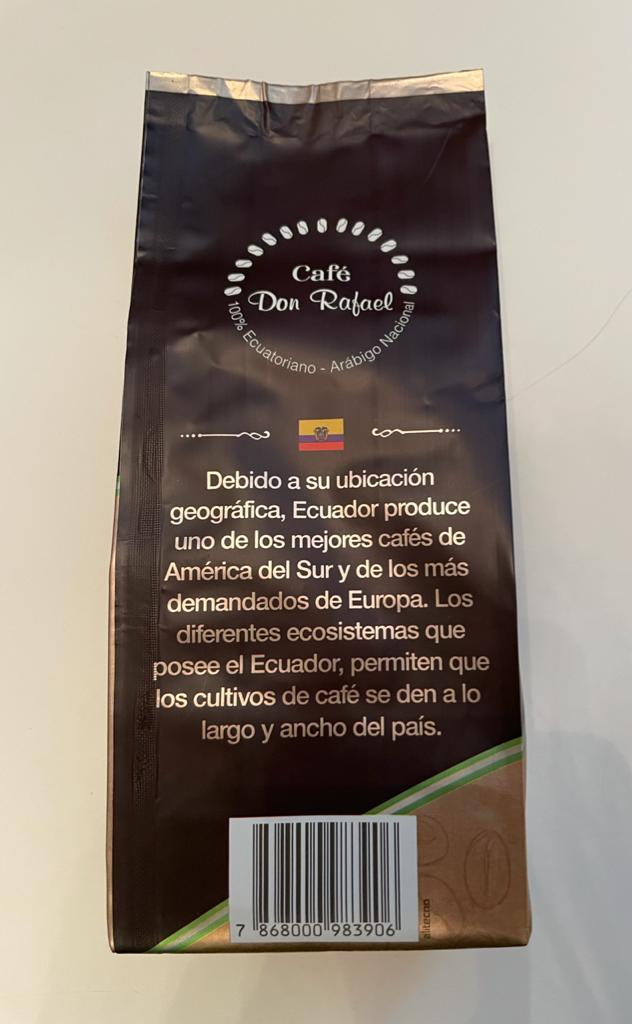 Café
Don Rafael
100% Ecuatoriano - Arábigo Nacional
Debido a su ubicación
geográfica, Ecuador produce
uno de los mejores cafés de
América del Sur y de los más
demandados de Europa. Los
diferentes ecosistemas que
posee el Ecuador, permiten que
los cultivos de café se den a lo
largo y ancho del país.
7 868000 983906
alitecno